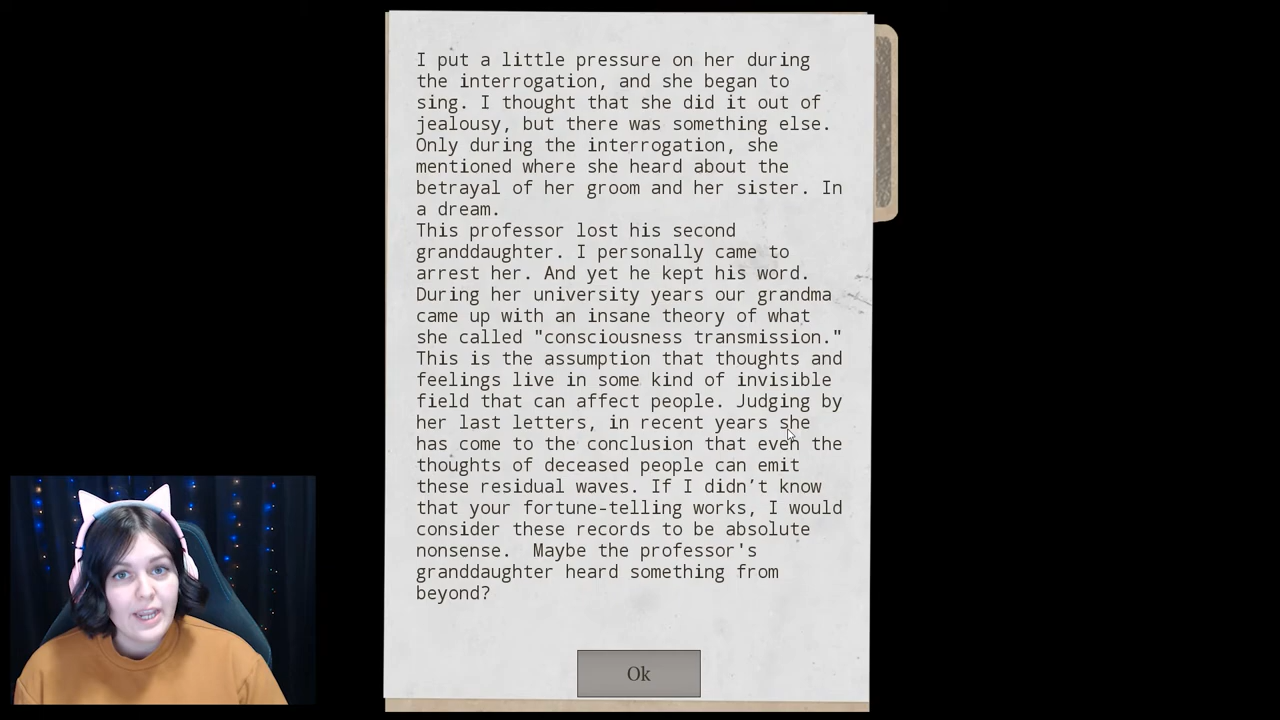 I put a little pressure on her during
the interrogation, and she began to
sing. I thought that she did it out of
jealousy, but there was something else.
Only during the interrogation, she
mentioned where she heard about the
betrayal of her groom and her sister. In
a dream.
This professor lost his second
granddaughter. I personally came to
arrest her. And yet he kept his word.
During her university years our grandma
came up with an insane theory of what
she called "consciousness transmission."
This is the assumption that thoughts and
feelings live in some kind of invisible
field that can affect people. Judging by
her last letters, in recent years she
has come to the conclusion that even the
thoughts of deceased people can emit
these residual waves. If I didn’t know
that your fortune-telling works, I would
consider these records to be absolute
nonsense.  Maybe the professor's
granddaughter heard something from
beyond?
Ok